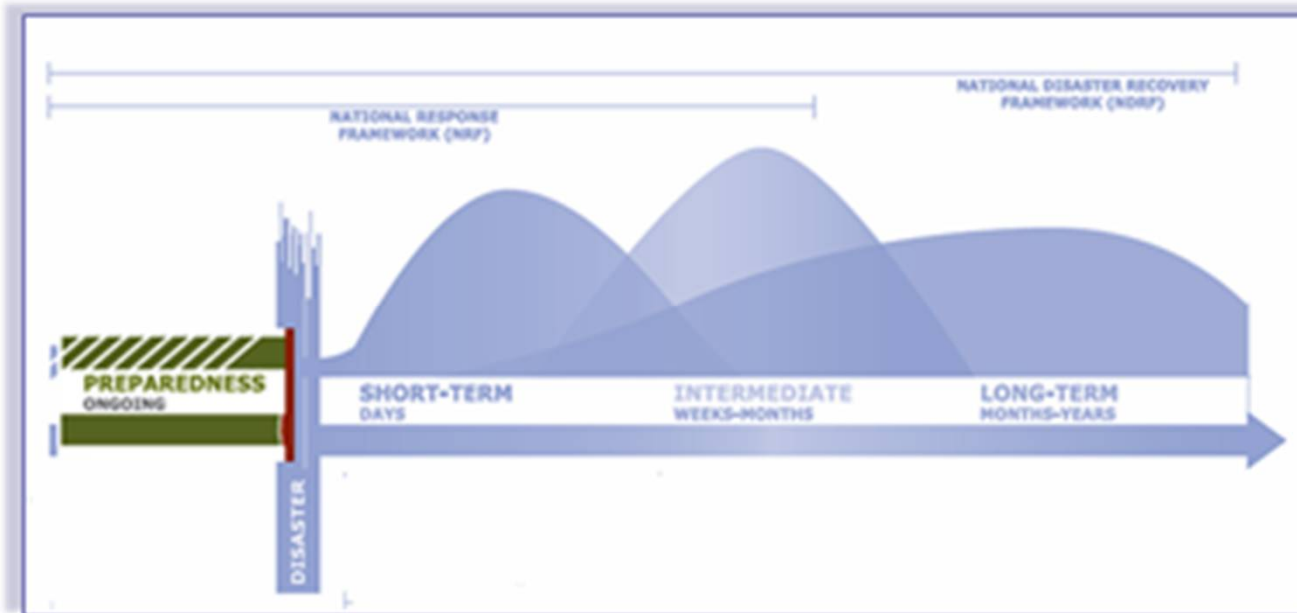 NATIONAL DISASTER RECOVERY
FRAMEWORK (NDRF)
NATIONAL RESPONSE
FRAMEWORK (NRF)
PREPAREDNESS
ONGOING
SHORT-TERM
DAYS
INTERMEDIATE
WEEKS-MONTHS
LONG-TERM
MONTHS-YEARS
DISASTER